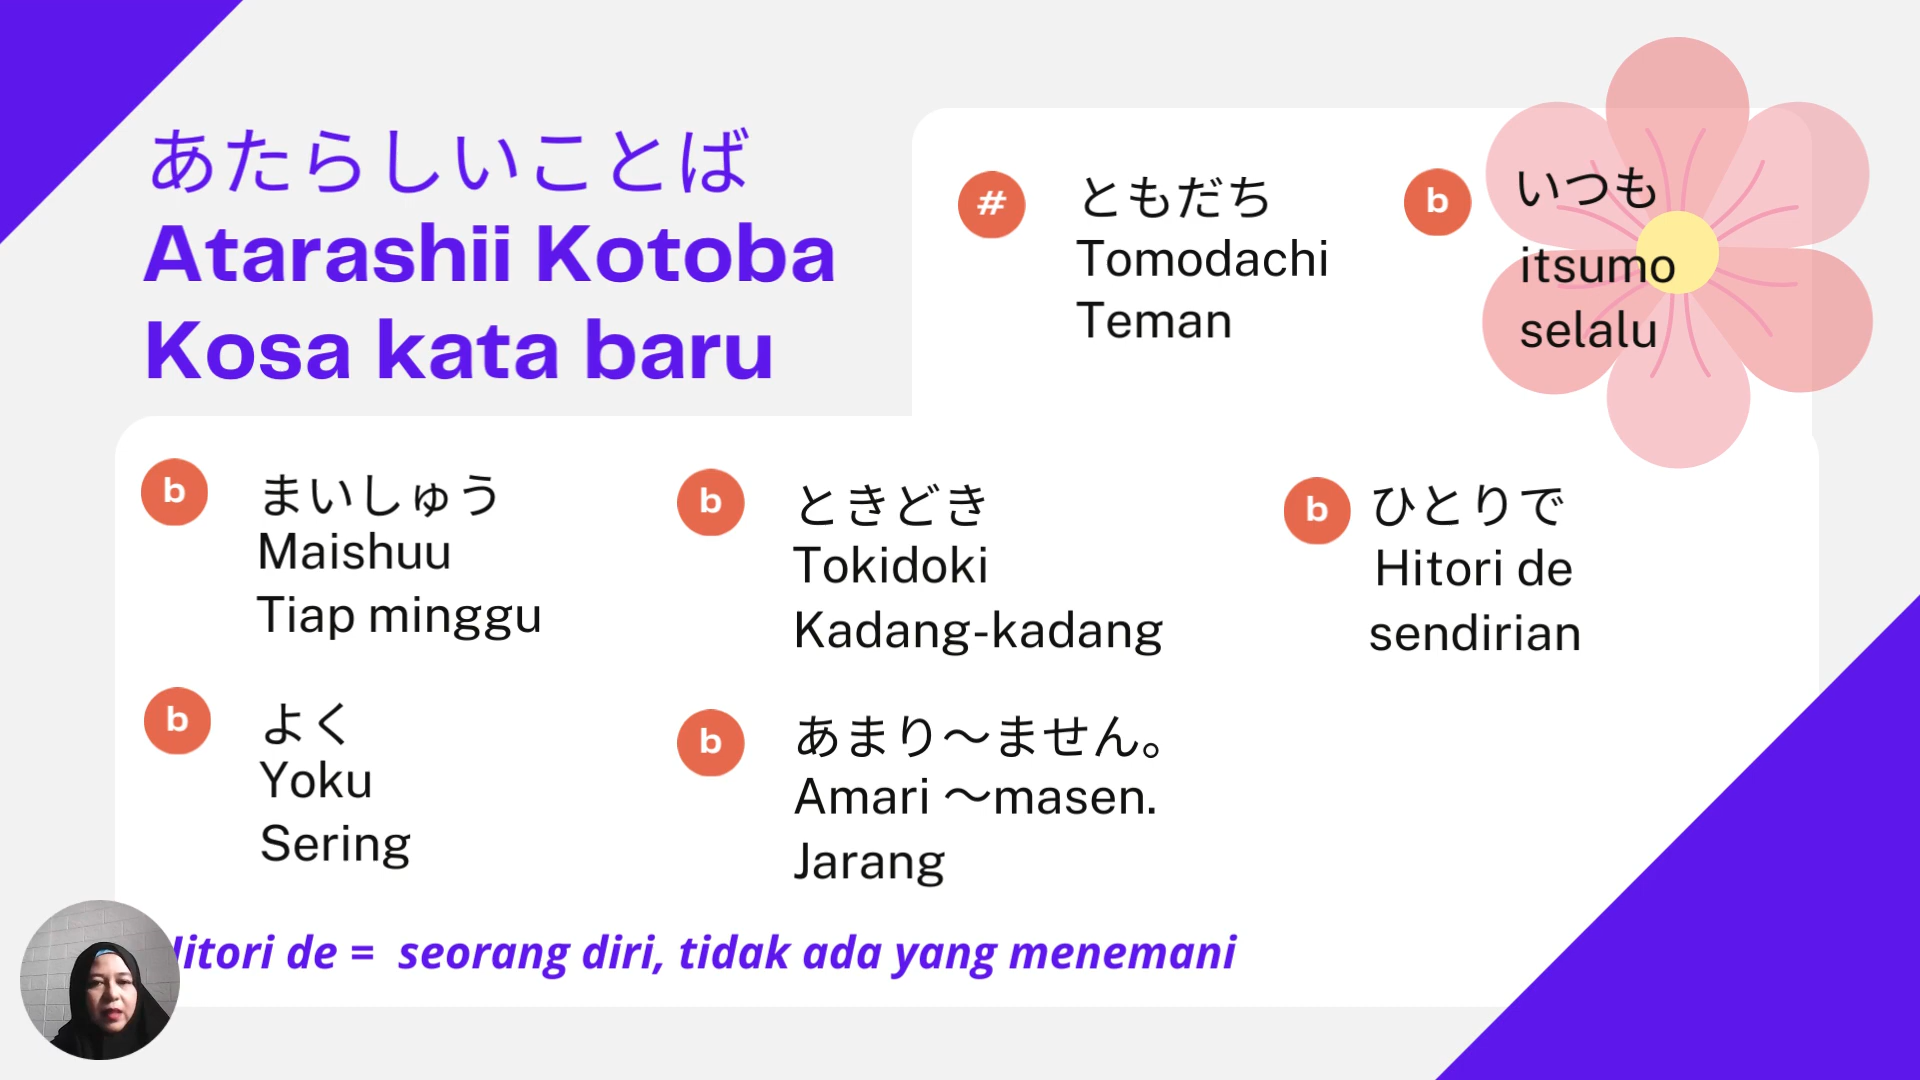 あたらしいことば
Atarashii Kotoba
Kosa kata baru
#
ともだち
Tomodachi
Teman
b
いつも
itsumo
selalu
b
まいしゅう
Maishuu
Tiap minggu
b
ときどき
Tokidoki
Kadang-kadang
b
ひとりで
Hitori de
sendirian
b
よく
Yoku
Sering
b
あまり〜ません。
Amari 〜masen.
Jarang
Hitori de = seorang diri, tidak ada yang menemani